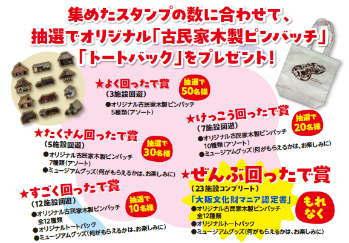 集めたスタンプの数に合わせて、
抽選でオリジナル「古民家木製ピンバッチ」
「トートバック」をプレゼント!
★よく回ったで賞
(3施設回遊)
●オリジナル古民家木製ピンバッチ
5種類(アソート)
抽選で
50名様
★たくさん回ったで賞
(5施設回遊)
●オリジナル古民家木製ピンバッチ
7種類(アソート)
●ミュージアムグッズ(何がもらえるかは、お楽しみに)
抽選で
30名様
★けっこう回ったで賞
(7施設回遊)
●オリジナル古民家木製ピンバッチ
10種類(アソート)
●ミュージアムグッズ(何がもらえるかは、お楽しみに)
抽選で
20名様
★すごく回ったで賞
(12施設回遊)
●オリジナル古民家木製ピンバッチ
全12種類
●オリジナルトートバック
●ミュージアムグッズ(何がもらえるかは、お楽しみに)
抽選で
10名様
★ぜんぶ回ったで賞
(23施設コンプリート)
「大阪文化財マニア認定書」
●オリジナル古民家木製ピンバッチ
全12種類
●オリジナルトートバック
●ミュージアムグッズ(何がもらえるかは、お楽しみに)
もれ
なく